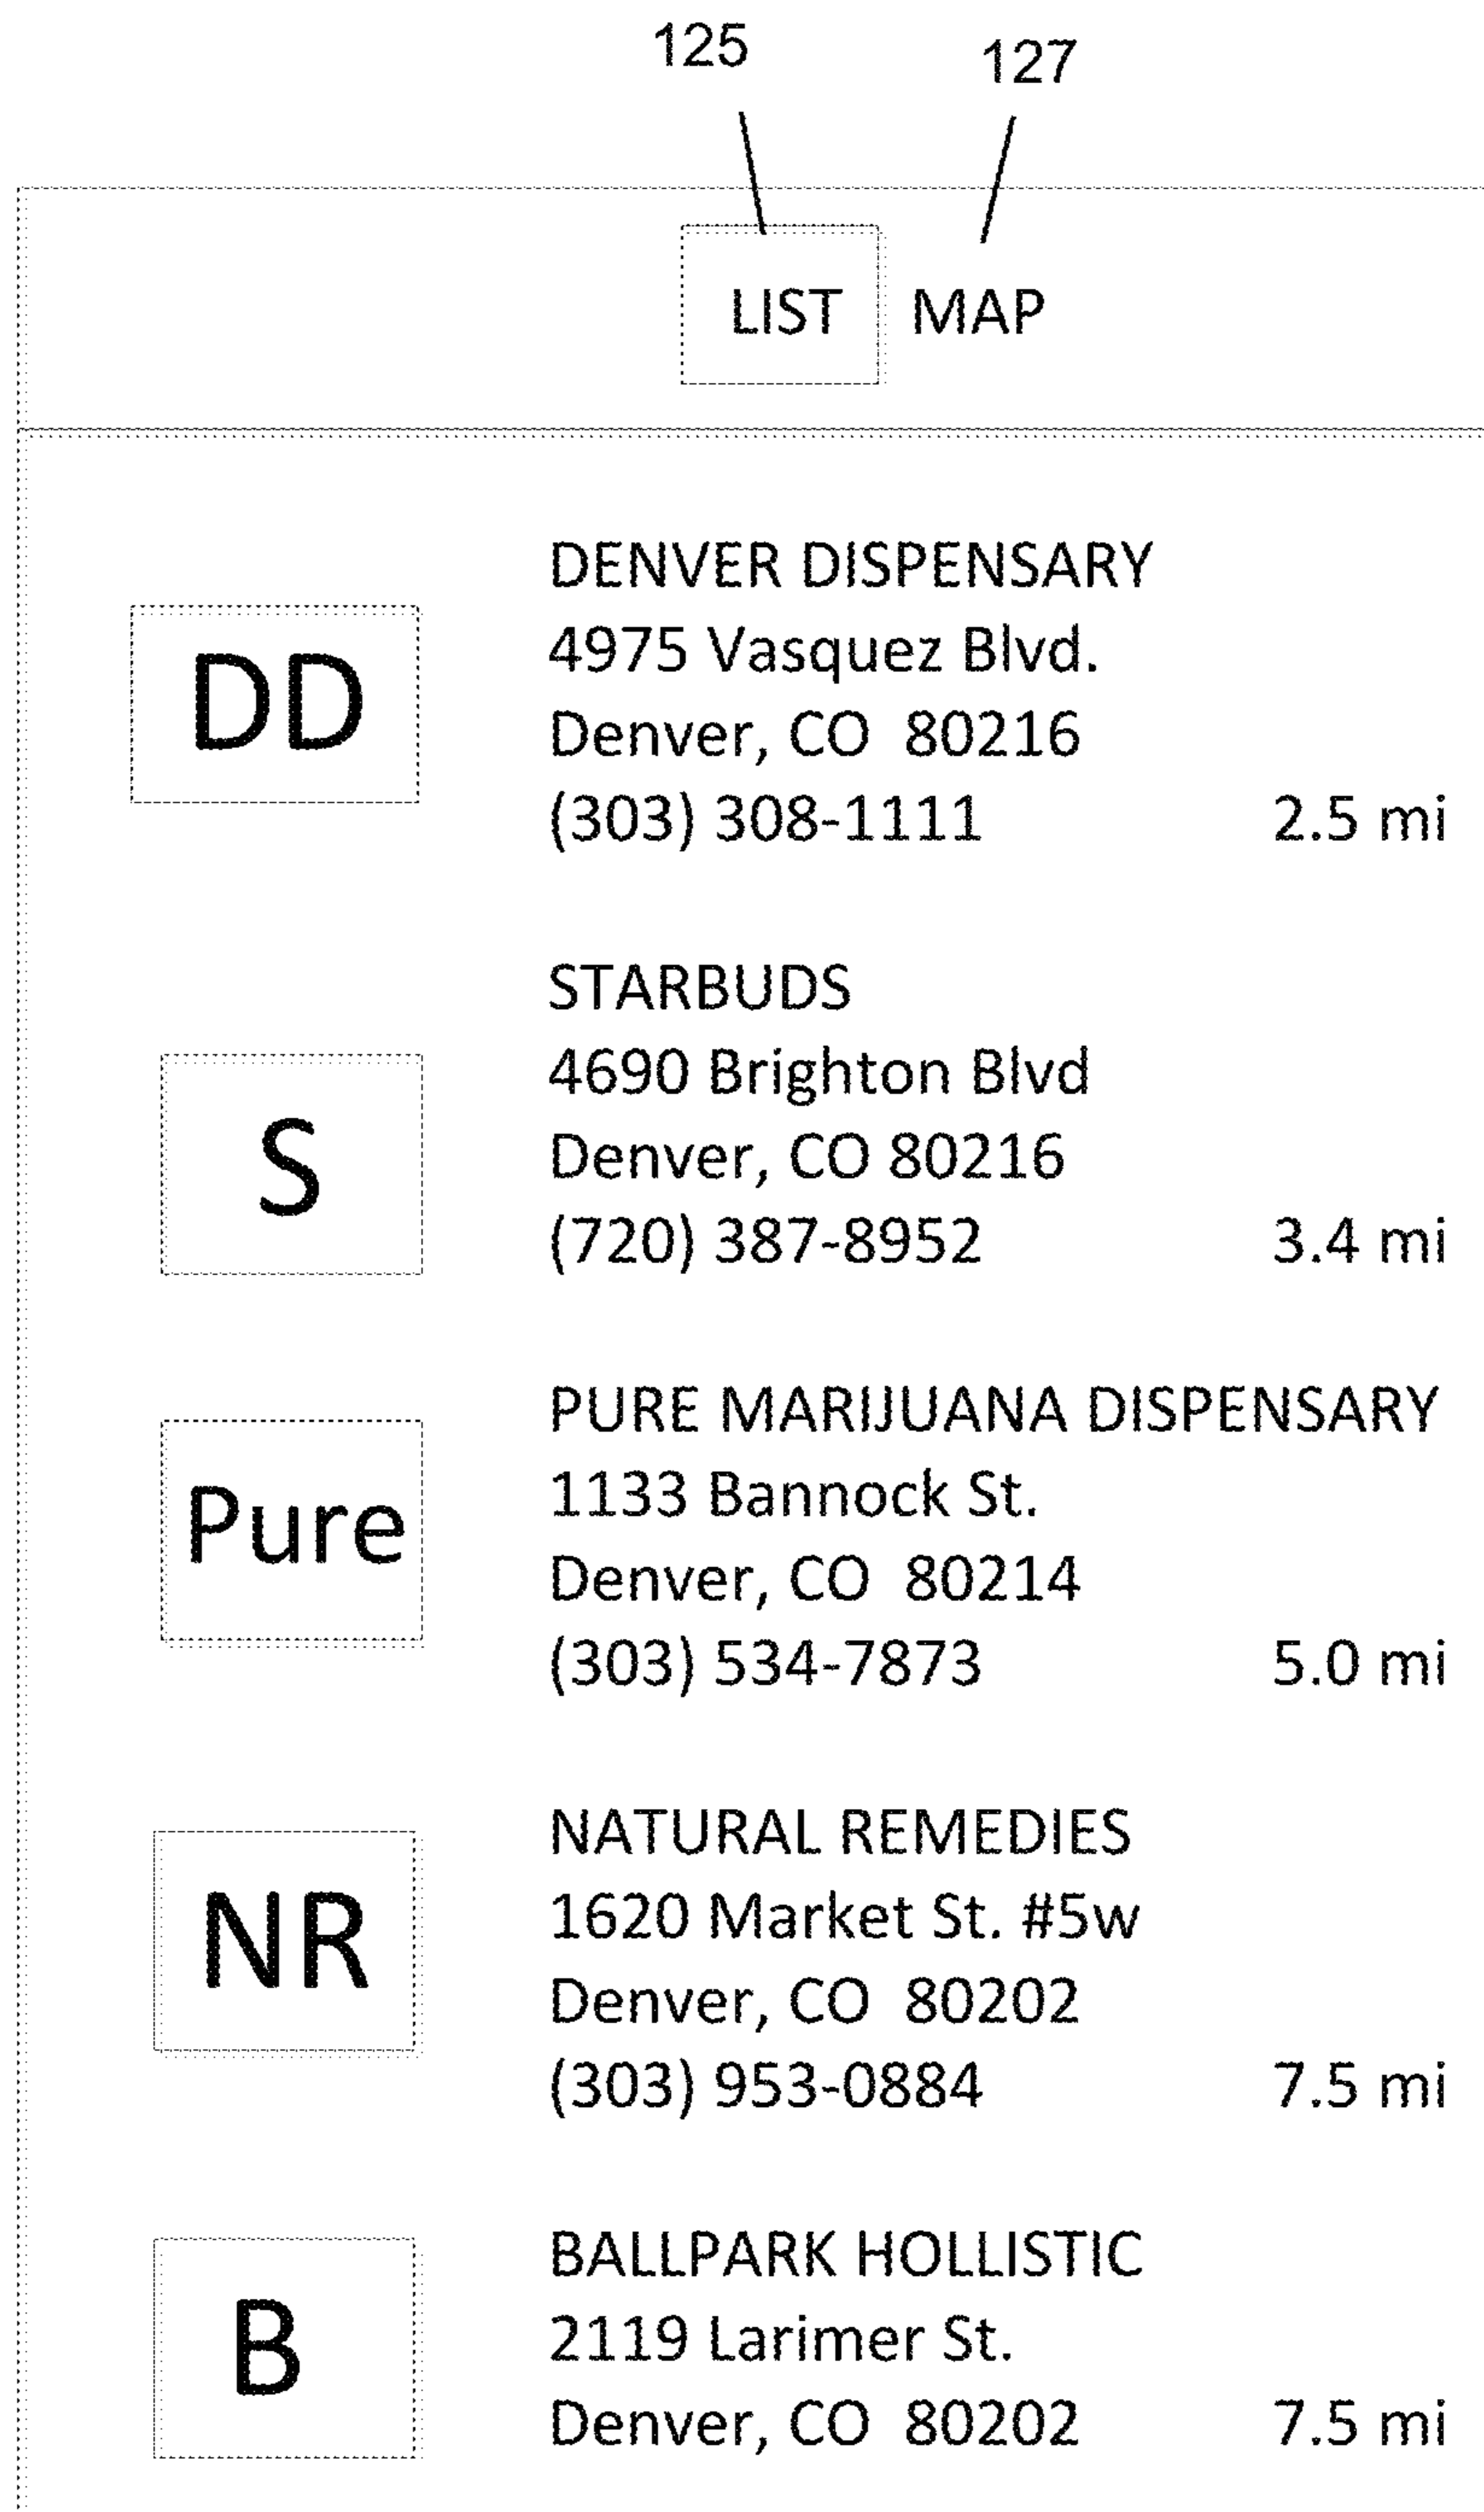 125
127
LIST MAP
DD
DENVER DISPENSARY
4975 Vasquez Blvd.
Denver, CO  80216
(303) 308-1111 2.5 mi
S
STARBUDS
4690 Brighton Blvd
Denver, CO 80216
(720) 387-8952 3.4 mi
Pure
PURE MARIJUANA DISPENSARY
1133 Bannock St.
Denver, CO  80214
(303) 534-7873 5.0 mi
NR
NATURAL REMEDIES
1620 Market St. #5w
Denver, CO  80202
(303) 953-0884 7.5 mi
B
BALLPARK HOLLISTIC
2119 Larimer St.
Denver, CO  80202 7.5 mi